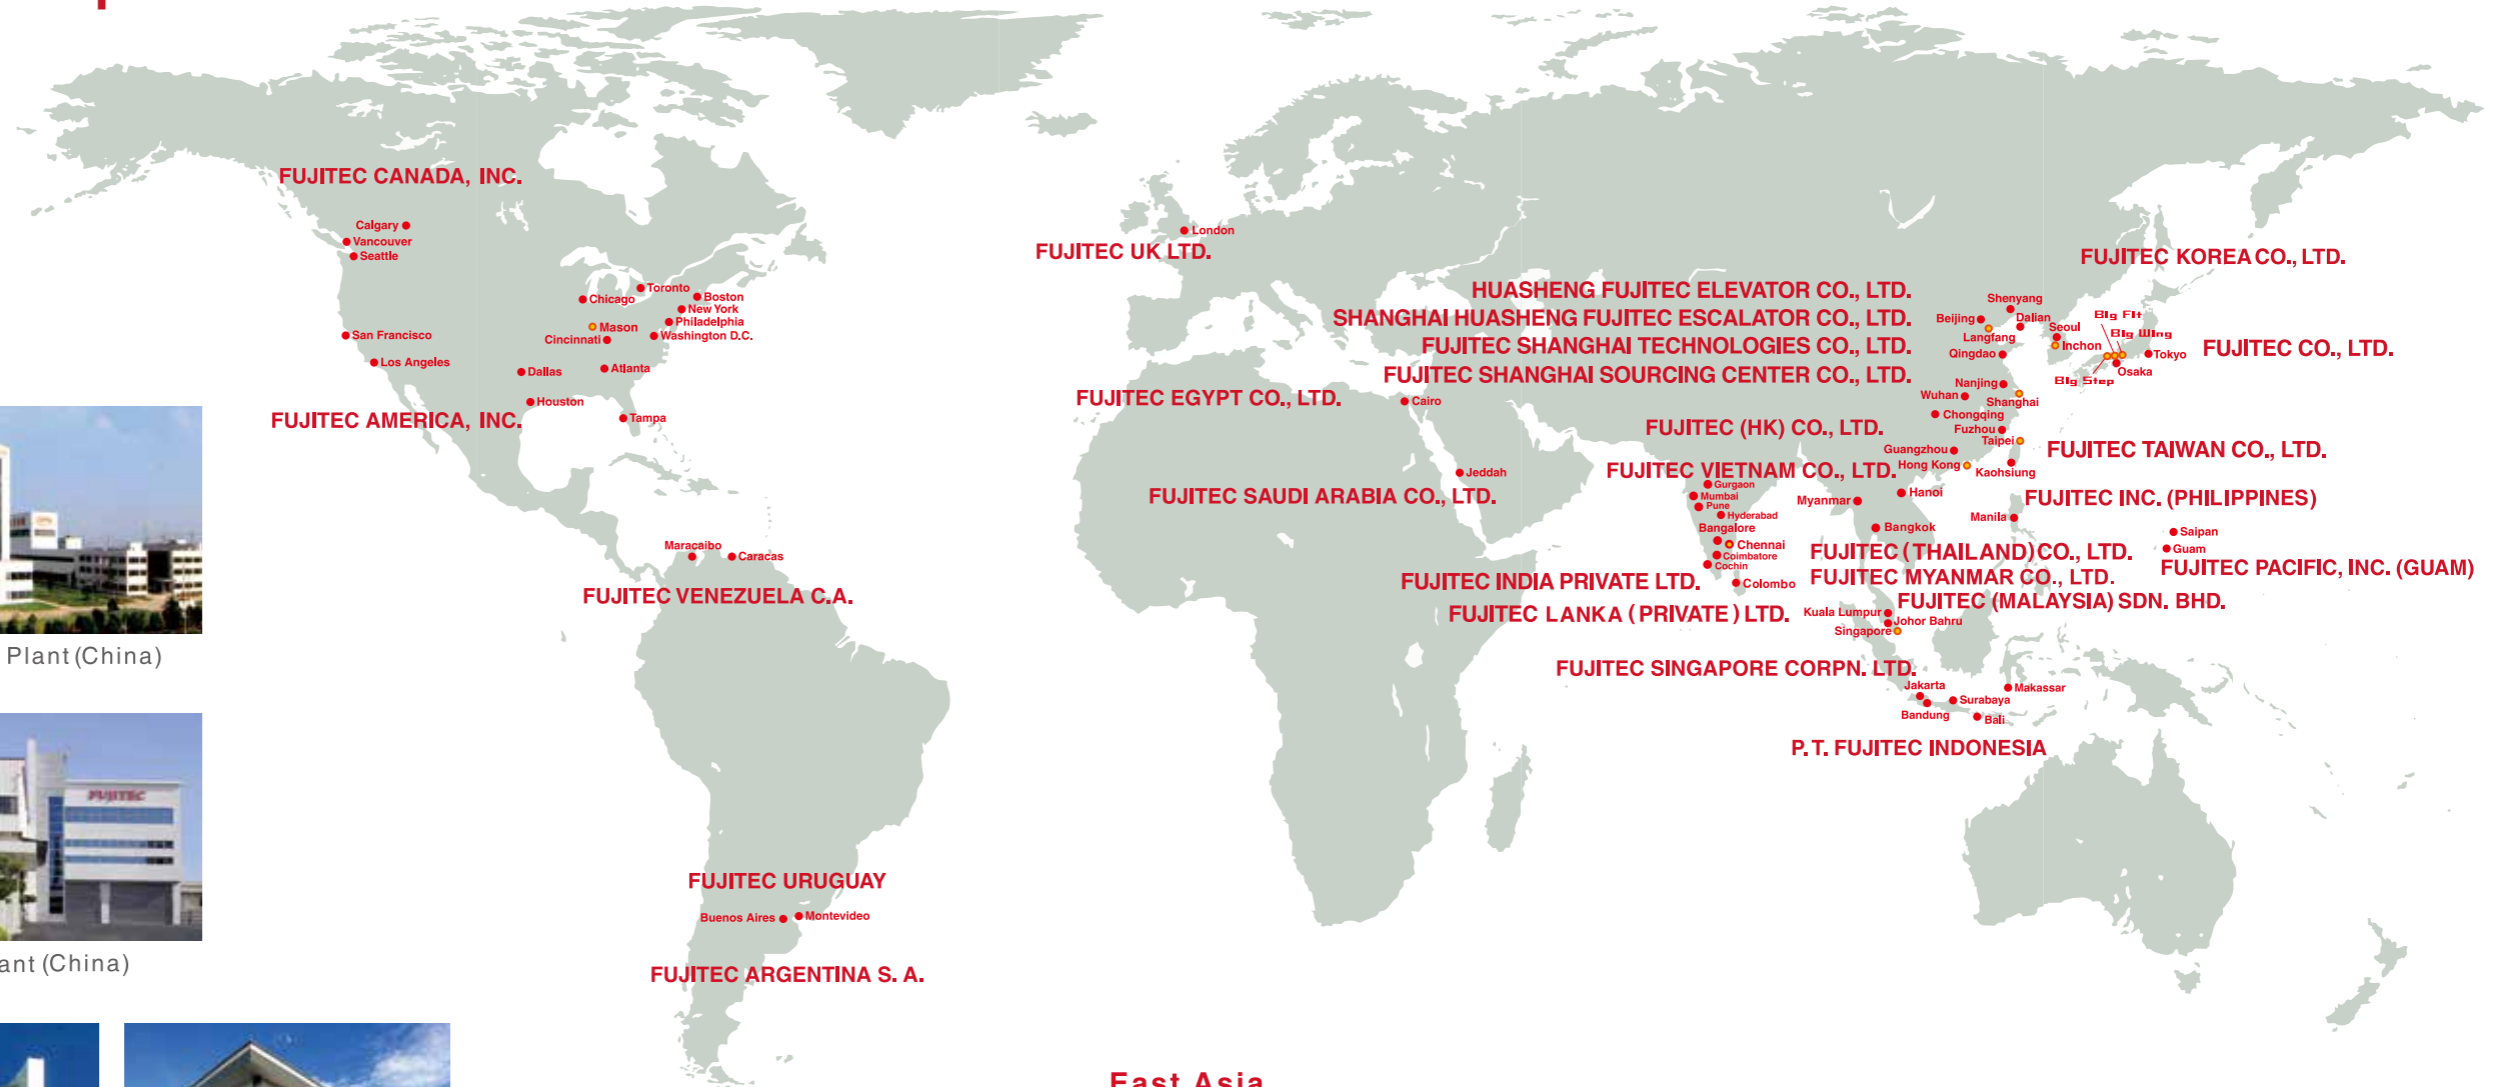 FUJITEC CANADA, INC.
Calgary
Vancouver
Seattle
Toronto
Chicago
Boston
New York
Philadelphia
Mason
Washington D.C.
Cincinnati
San Francisco
Los Angeles
Dallas
Atlanta
Houston
Tampa
FUJITEC AMERICA, INC.
Maracaibo
Caracas
FUJITEC VENEZUELA C.A.
FUJITEC URUGUAY
Buenos Aires
Montevideo
FUJITEC ARGENTINA S. A.
London
FUJITEC UK LTD.
FUJITEC EGYPT CO., LTD.
Cairo
Jeddah
FUJITEC SAUDI ARABIA CO., LTD.
FUJITEC KOREA CO., LTD.
HUASHENG FUJITEC ELEVATOR CO., LTD.
SHANGHAI HUASHENG FUJITEC ESCALATOR CO., LTD.
FUJITEC SHANGHAI TECHNOLOGIES CO., LTD.
FUJITEC SHANGHAI SOURCING CENTER CO., LTD.
Shenyang
Beijing
Dalian
Langfang
Qingdao
Seoul
Inchon
Big Fit
Big Wing
Tokyo
Osaka
Big Step
FUJITEC CO., LTD.
Nanjing
Wuhan
Shanghai
Chongqing
Fuzhou
Taipei
FUJITEC (HK) CO., LTD.
Guangzhou
Hong Kong
Kaohsiung
FUJITEC TAIWAN CO., LTD.
FUJITEC VIETNAM CO., LTD.
Gurgaon
Mumbai
Pune
Hyderabad
Bangalore
Chennai
Coimbatore
Cochin
Colombo
Myanmar
Hanoi
Bangkok
FUJITEC INC. (PHILIPPINES)
Manila
Saipan
Guam
FUJITEC PACIFIC, INC. (GUAM)
FUJITEC (THAILAND) CO., LTD.
FUJITEC INDIA PRIVATE LTD.
FUJITEC MYANMAR CO., LTD.
FUJITEC (MALAYSIA) SDN. BHD.
FUJITEC LANKA (PRIVATE) LTD.
Kuala Lumpur
Johor Bahru
Singapore
FUJITEC SINGAPORE CORPN. LTD.
Jakarta
Makassar
Surabaya
Bandung
Bali
P.T. FUJITEC INDONESIA
Plant (China)
FUJITEC
ant (China)
East Asia